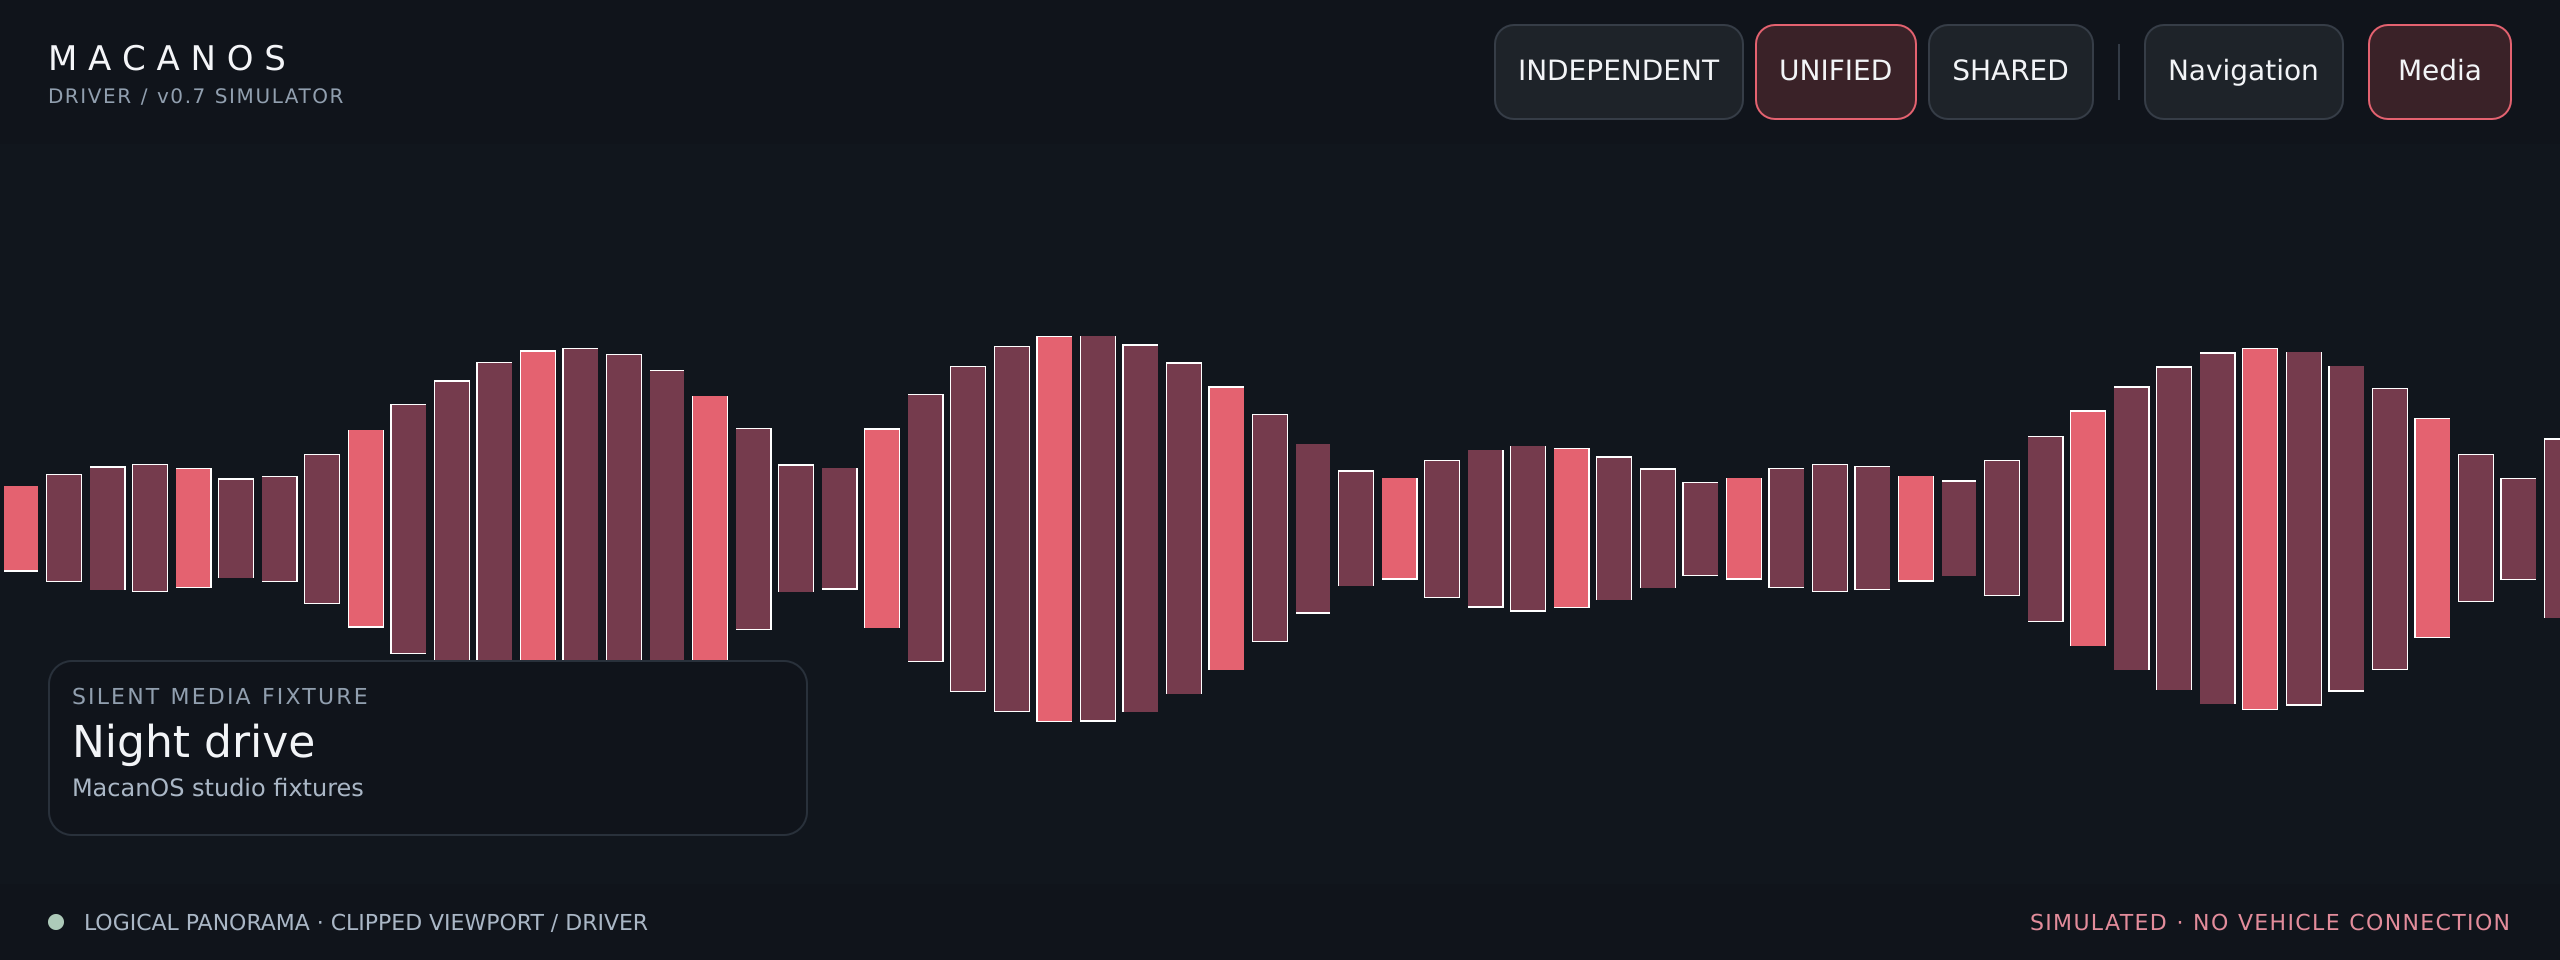 MACANOS
DRIVER / v0.7 SIMULATOR
INDEPENDENT
UNIFIED
SHARED
Navigation
Media
SILENT MEDIA FIXTURE
Night drive
MacanOS studio fixtures
LOGICAL PANORAMA · CLIPPED VIEWPORT / DRIVER
SIMULATED · NO VEHICLE CONNECTION